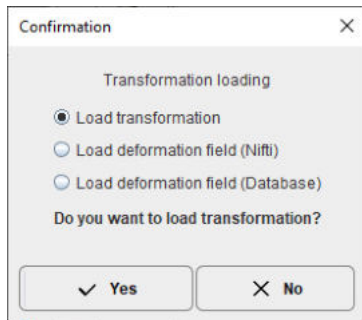 Confirmation
Transformation loading
Load transformation
Load deformation field (Nifti)
Load deformation field (Database)
Do you want to load transformation?
Yes
No